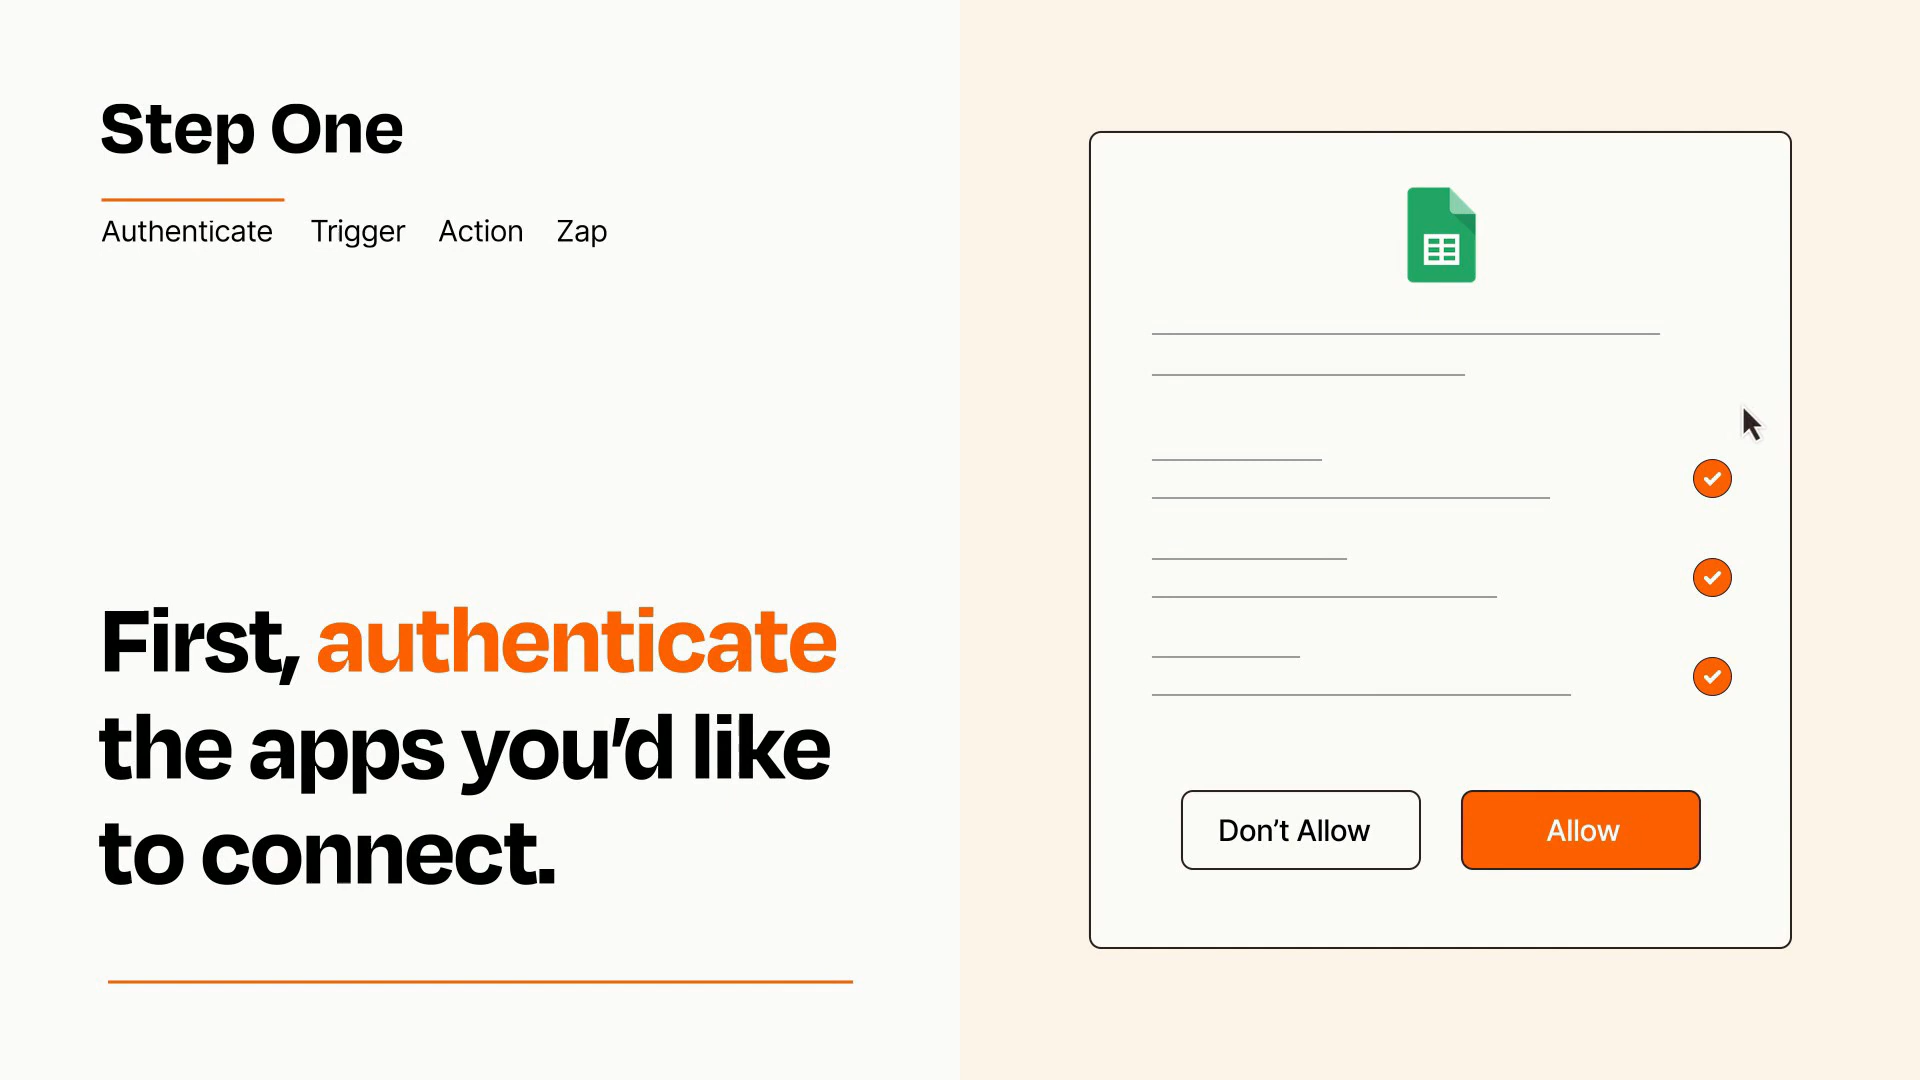 Step One
Authenticate Trigger Action Zap
First, authenticate
the apps you’d like
to connect.
Don’t Allow
Allow